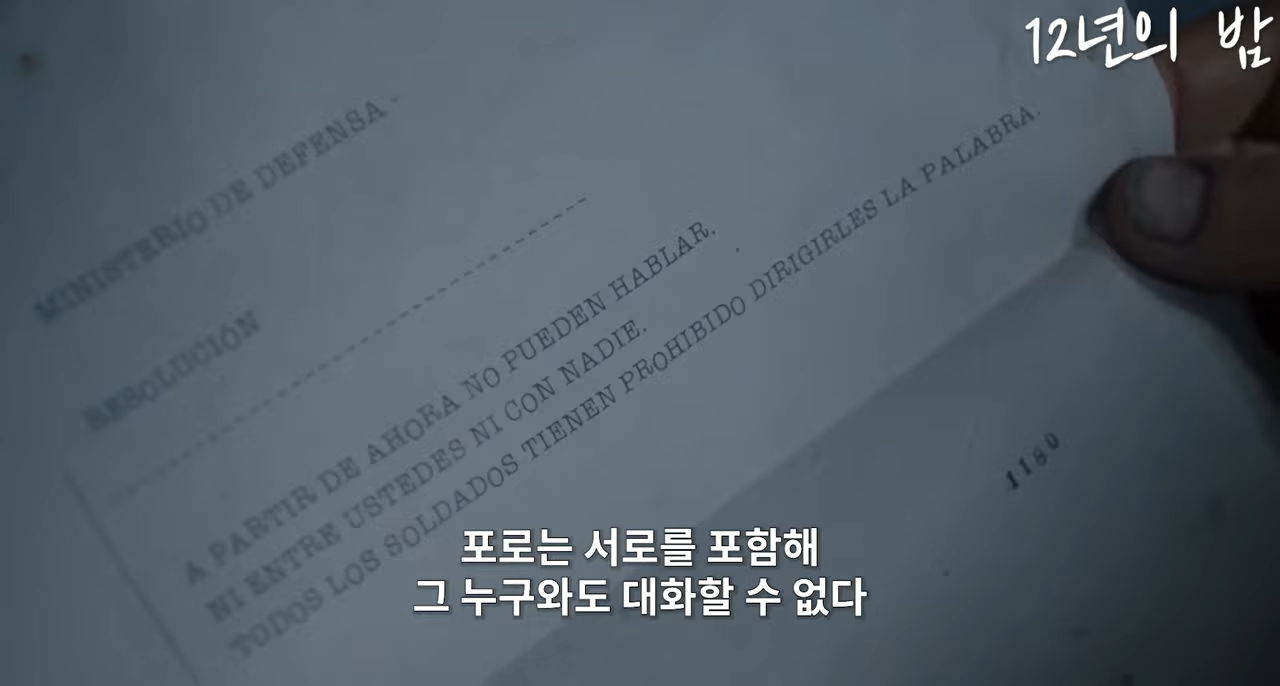 12년의 밤
MINISTERIO DE DEFENSA.
RESOLUCIÓN
A PARTIR DE AHORA NO PUEDEN HABLAR.
NI ENTRE USTEDES NI CON NADIE.
TODOS LOS SOLDADOS TIENEN PROHIBIDO DIRIGIRLES LA PALABRA.
1180
포로는 서로를 포함해
그 누구와도 대화할 수 없다